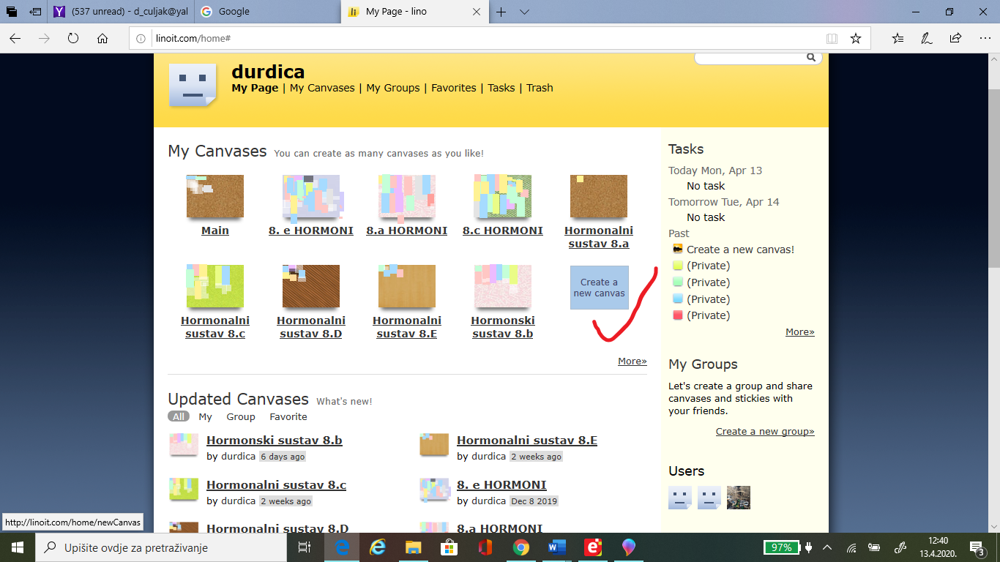 (537 unread) - d_culjak@yal
Google
My Page - lino
linoit.com/home#
durdica
My Page | My Canvases | My Groups | Favorites | Tasks | Trash
My Canvases You can create as many canvases as you like!
Main
8. e HORMONI
8.a HORMONI
8.c HORMONI
Hormonalni
sustav 8.a
Hormonalni
sustav 8.c
Hormonalni
sustav 8.D
Hormonalni
sustav 8.E
Hormonski
sustav 8.b
Create a
new canvas
More»
Updated Canvases What's new!
All My Group Favorite
Hormonski sustav 8.b
by durdica 6 days ago
Hormonalni sustav 8.E
by durdica 2 weeks ago
Hormonalni sustav 8.c
by durdica 2 weeks ago
8. e HORMONI
by durdica Dec 8 2019
Hormonalni sustav 8.D
8.a HORMONI
Tasks
Today Mon, Apr 13
No task
Tomorrow Tue, Apr 14
No task
Past
Create a new canvas!
(Private)
(Private)
(Private)
(Private)
More»
My Groups
Let's create a group and share
canvases and stickies with
your friends.
Create a new group»
Users
http://linoit.com/home/newCanvas
Upišite ovdje za pretraživanje
97%
12:40
13.4.2020.
3